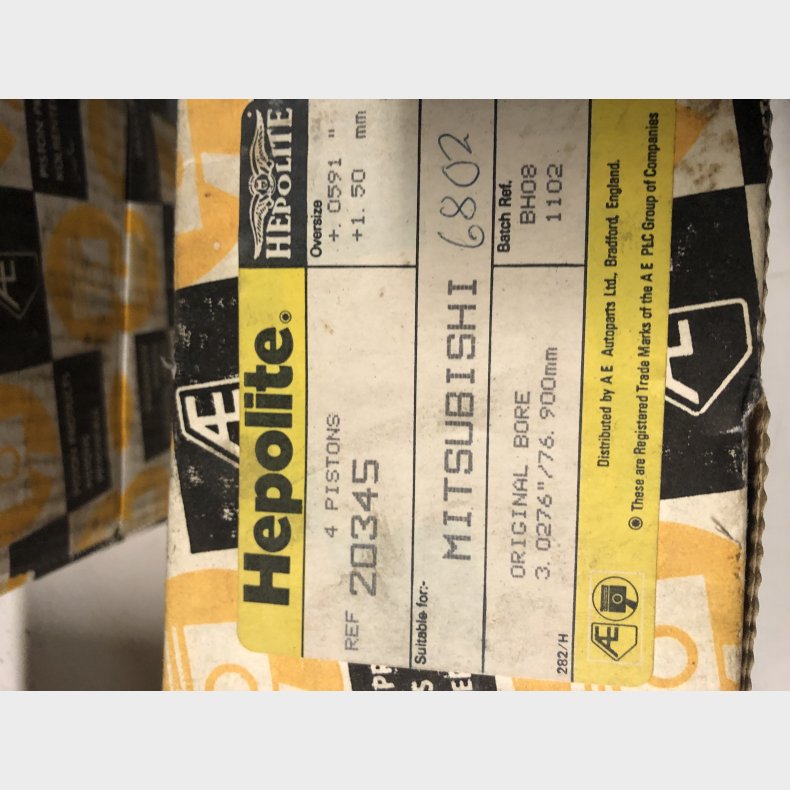 Hepolite.
HEPOLITE
4 PISTONS
REF 20345
Oversize
+. 0591 "
+1. 50 mm
Suitable for:-
MITSUBISHI 6802
ORIGINAL BORE
3. 0276"/76. 900mm
Batch Ref.
BH08
1102
282/H
AE
Distributed by A E Autoparts Ltd., Bradford, England.
These are Registered Trade Marks of the A E PLC Group of Companies
AE